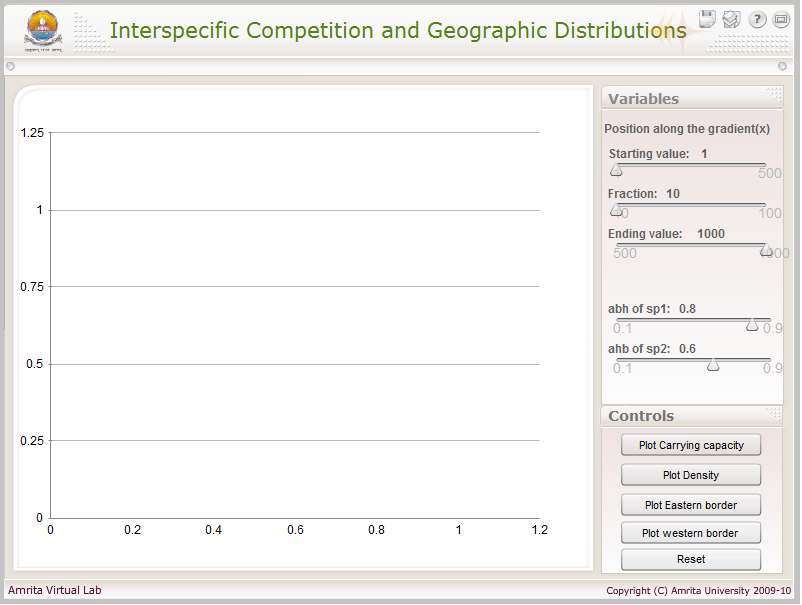 Interspecific Competition and Geographic Distributions
?
1.25
1
0.75
0.5
0.25
0
0 0.2 0.4 0.6 0.8 1 1.2
Variables
Position along the gradient(x)
Starting value: 1
500
Fraction: 10
0 100
Ending value: 1000
500 000
abh of sp1: 0.8
0.1 0.9
ahb of sp2: 0.6
0.1 0.9
Controls
Plot Carrying capacity
Plot Density
Plot Eastern border
Plot western border
Reset
Amrita Virtual Lab
Copyright (C) Amrita University 2009-10